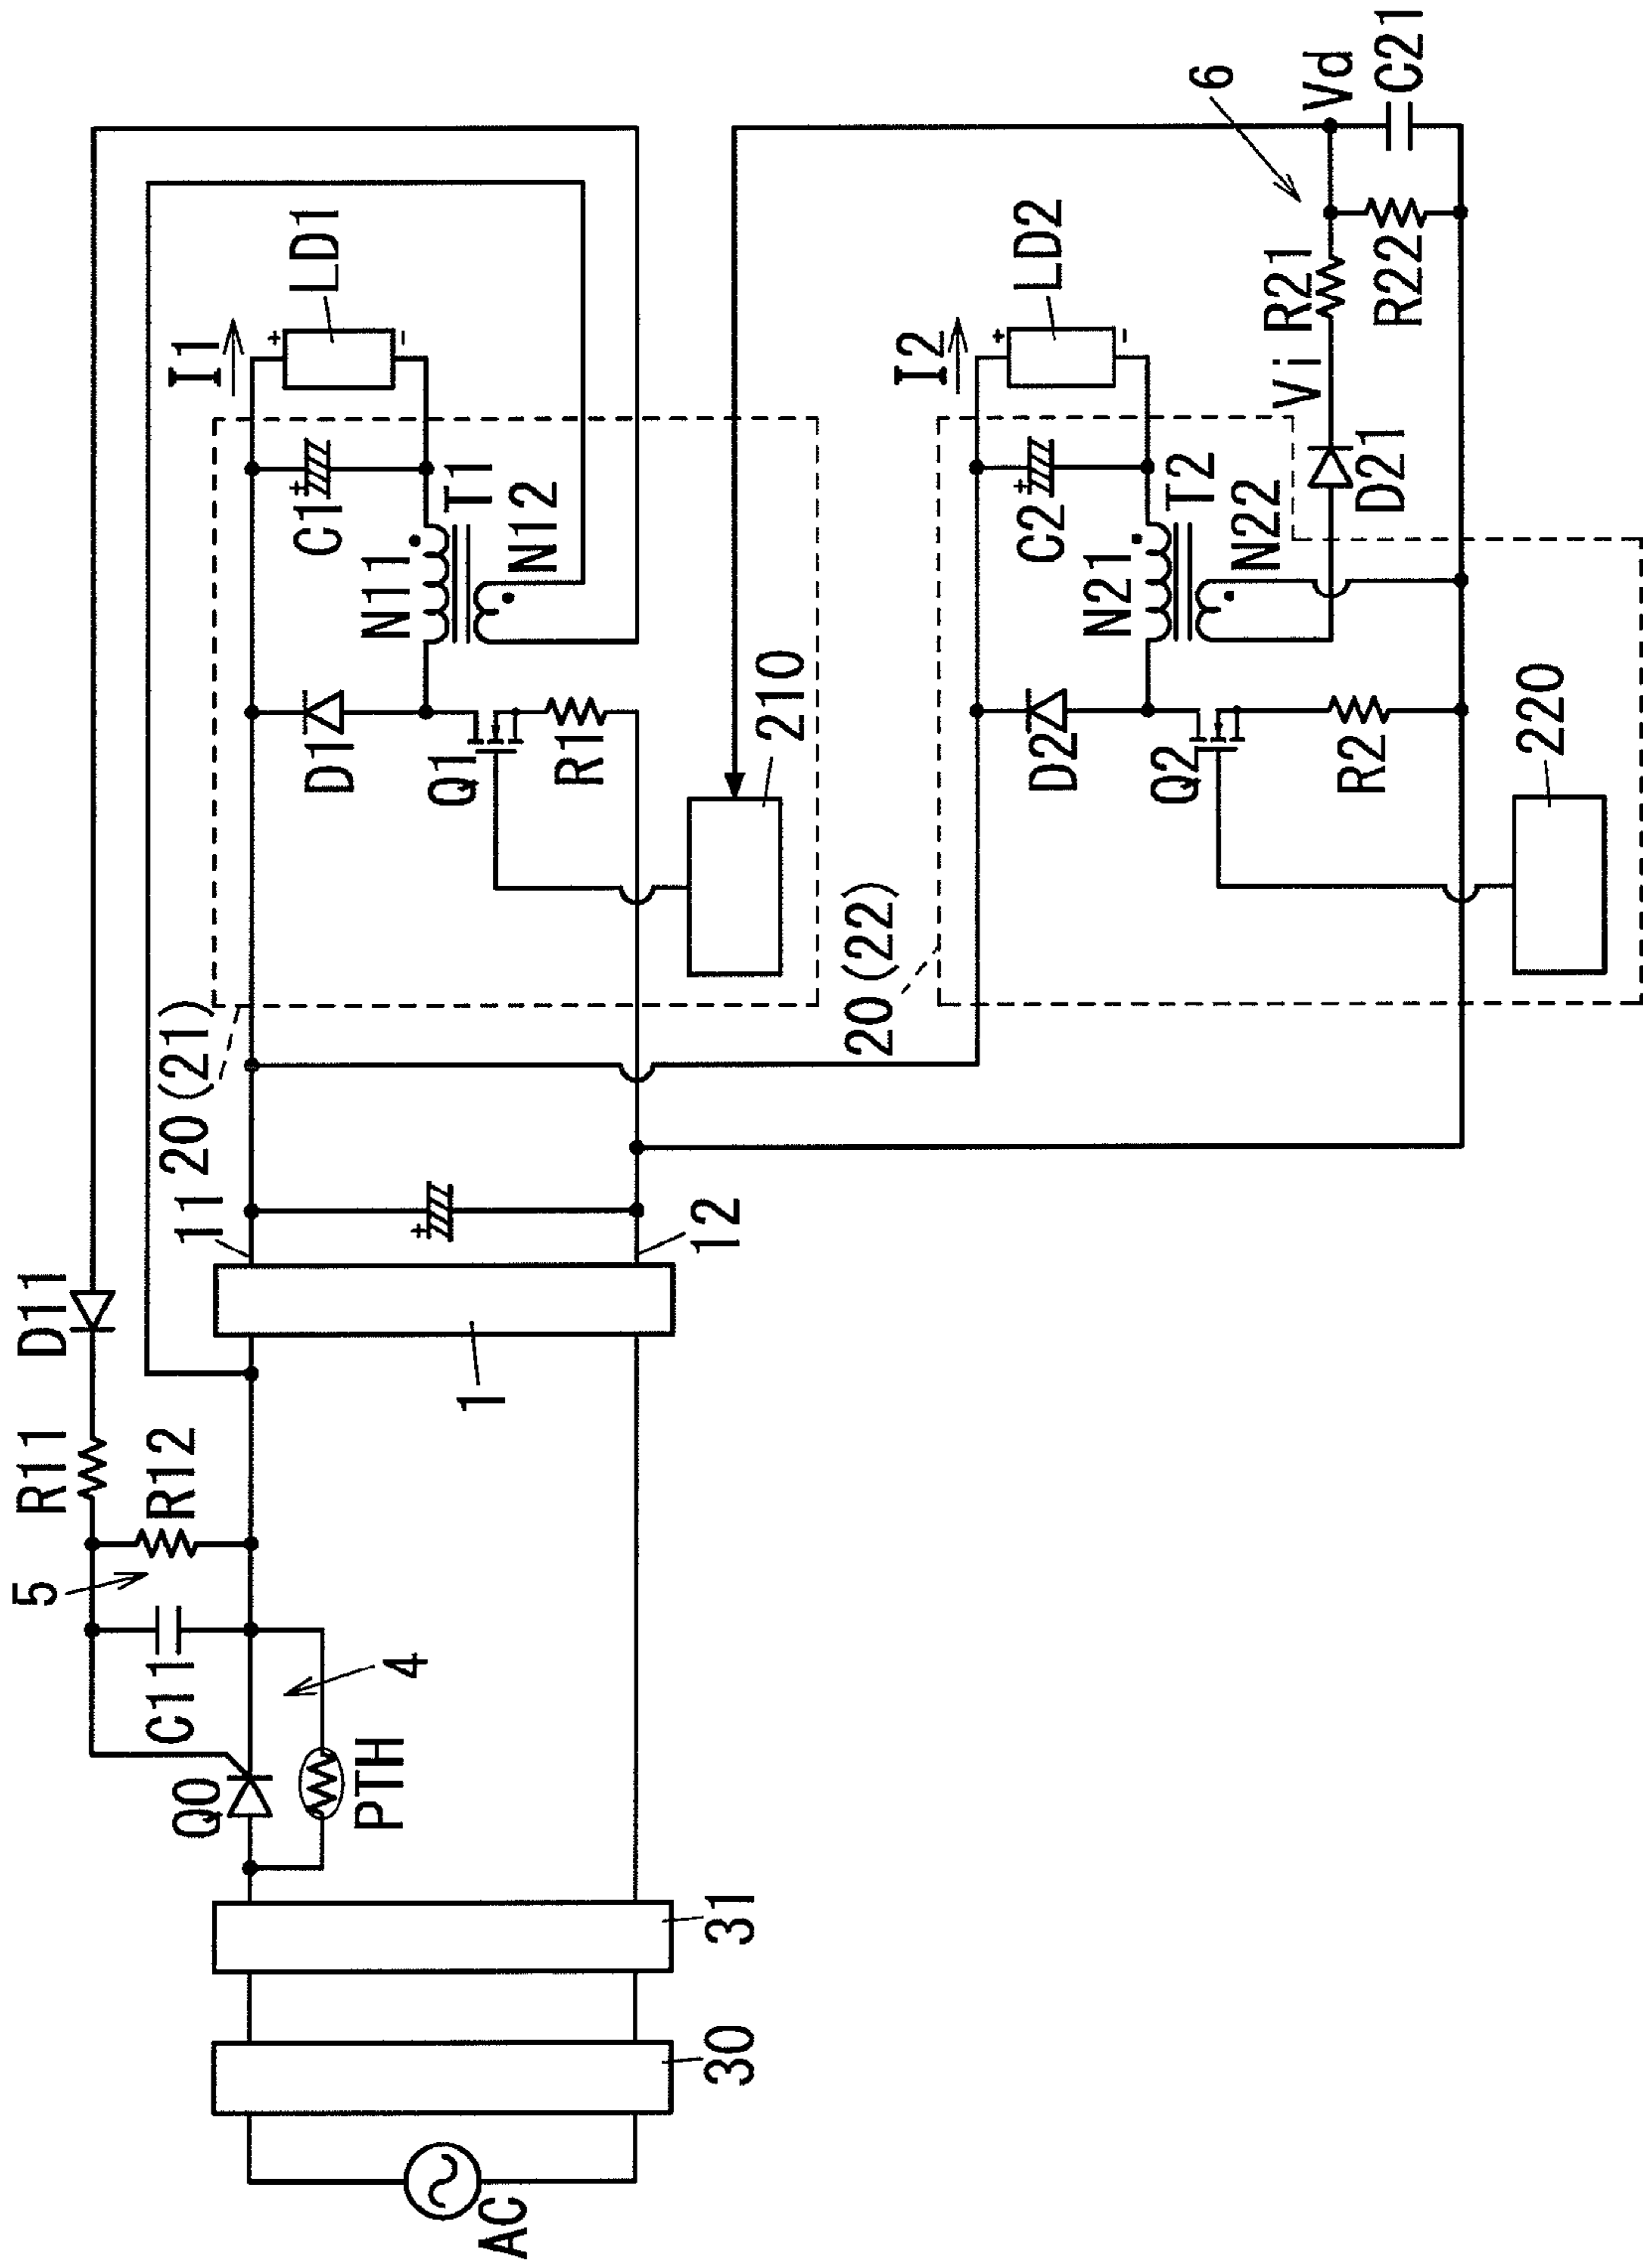 AC
30
31
Q0
PTH
4
C11
5
R12
R11
D11
1
11
12
20(21)
D1
Q1
R1
210
C1
+
N11
T1
N12
I1
+
-
LD1
+
20(22)
D2
Q2
R2
220
C2
+
N21
T2
N22
I2
+
-
LD2
D21
Vi
R21
R22
6
Vd
C21